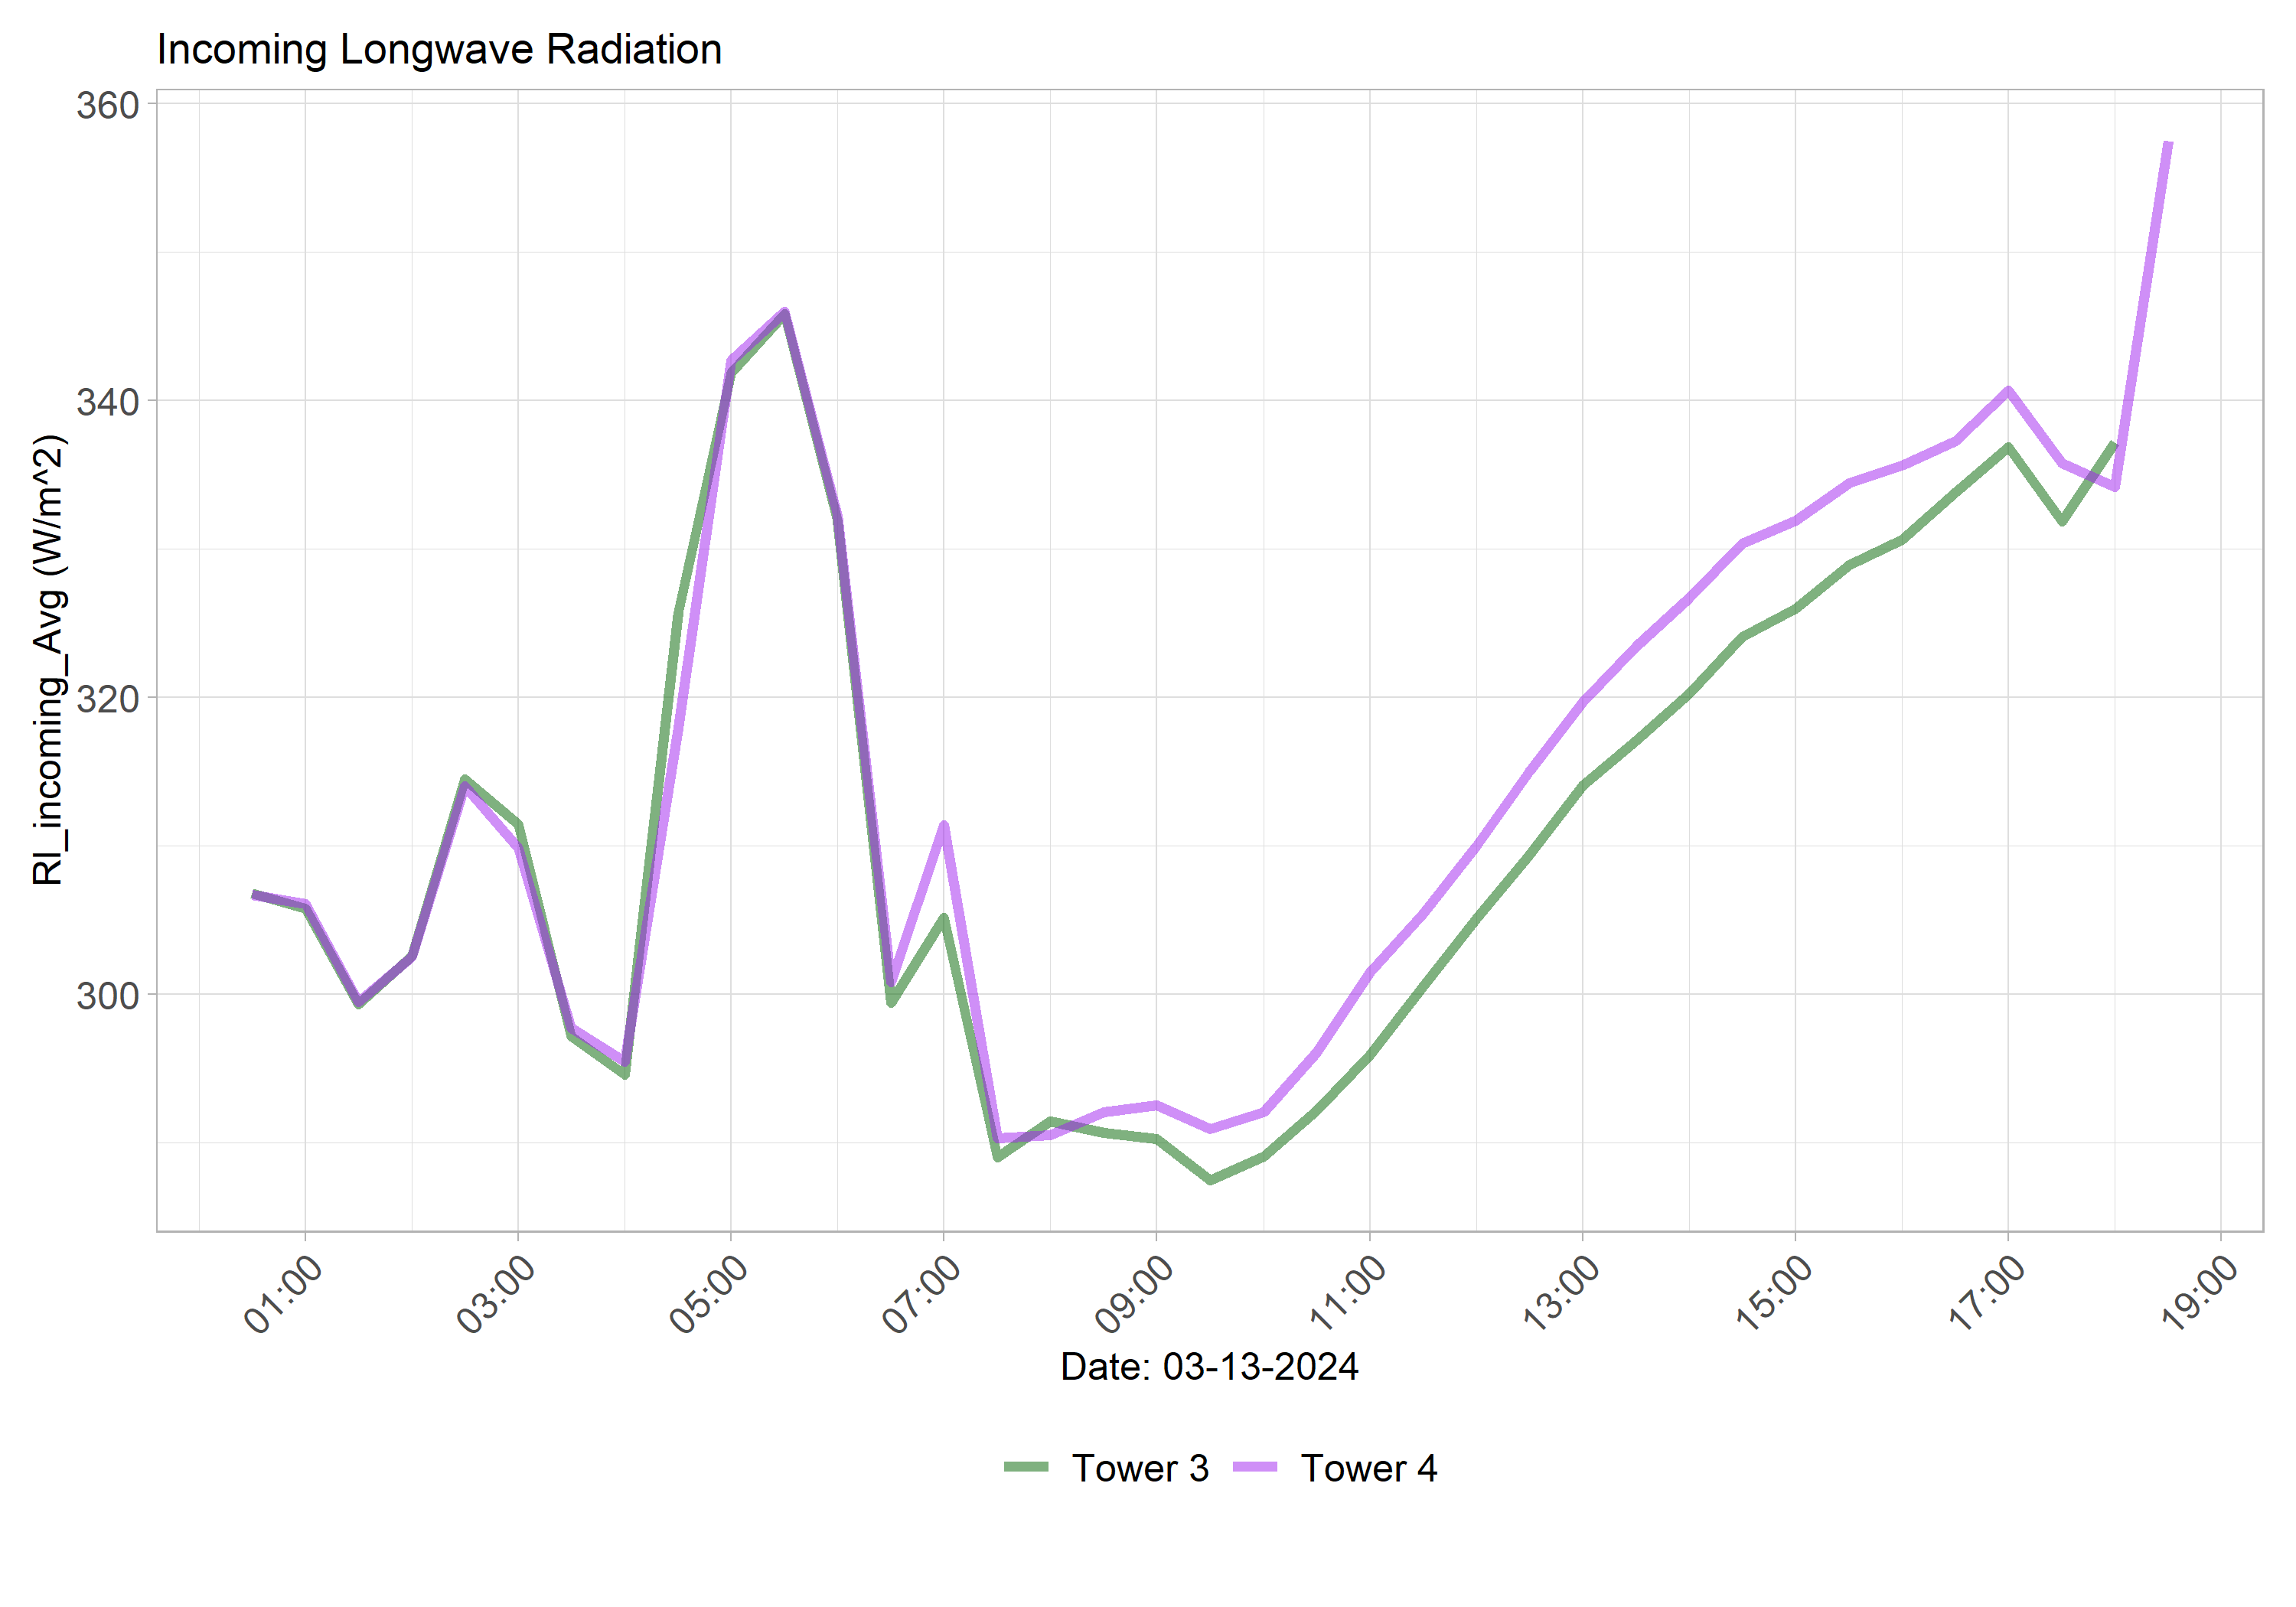 Incoming Longwave Radiation
360
340
320
300
Rl_incoming_Avg (W/m^2)
01:00 03:00 05:00 07:00 09:00 11:00 13:00 15:00 17:00 19:00
Date: 03-13-2024
Tower 3 Tower 4